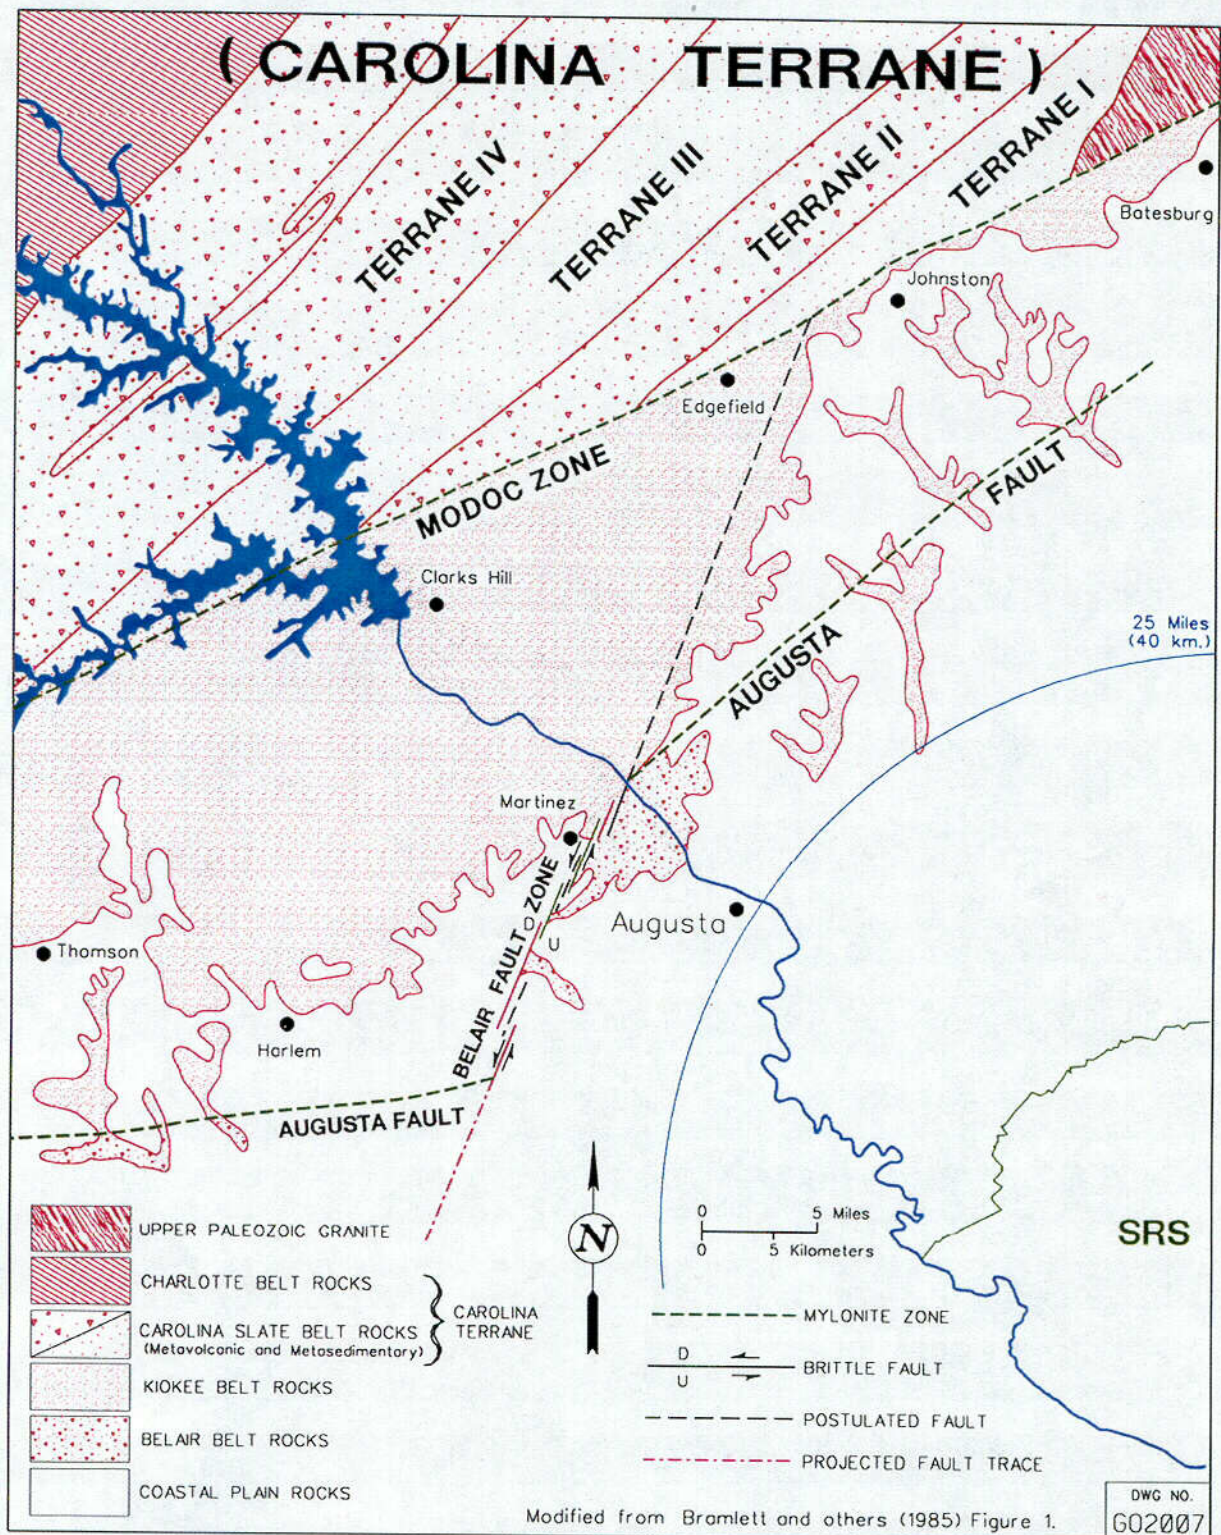 ( CAROLINA TERRANE )
TERRANE IV
TERRANE III
TERRANE II
TERRANE I
Batesburg
Johnston
Edgefield
MODOC ZONE
FAULT
Clarks Hill
25 Miles
(40 km.)
AUGUSTA
Martinez
BELAIR FAULT ZONE
D
U
Augusta
Thomson
Harlem
AUGUSTA FAULT
N
0 5 Miles
0 5 Kilometers
SRS
UPPER PALEOZOIC GRANITE
CHARLOTTE BELT ROCKS
CAROLINA SLATE BELT ROCKS
(Metavolcanic and Metasedimentary)
CAROLINA
TERRANE
KIOKEE BELT ROCKS
BELAIR BELT ROCKS
COASTAL PLAIN ROCKS
MYLONITE ZONE
D
U
BRITTLE FAULT
POSTULATED FAULT
PROJECTED FAULT TRACE
Modified from Bramlett and others (1985) Figure 1.
DWG NO.
GO2007